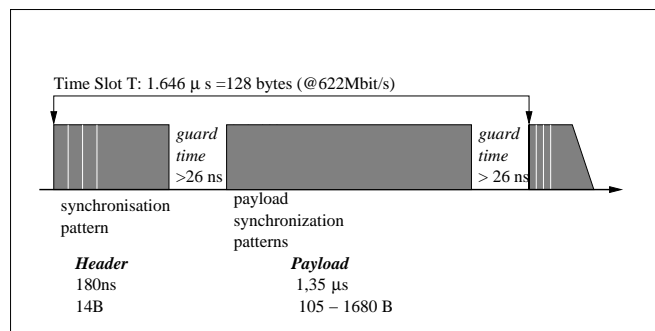 Time Slot T: 1.646 μ s =128 bytes (@622Mbit/s)
guard
time
>26 ns
guard
time
> 26 ns
synchronisation
pattern
payload
synchronization
patterns
Header
180ns
14B
Payload
1,35 μs
105 – 1680 B